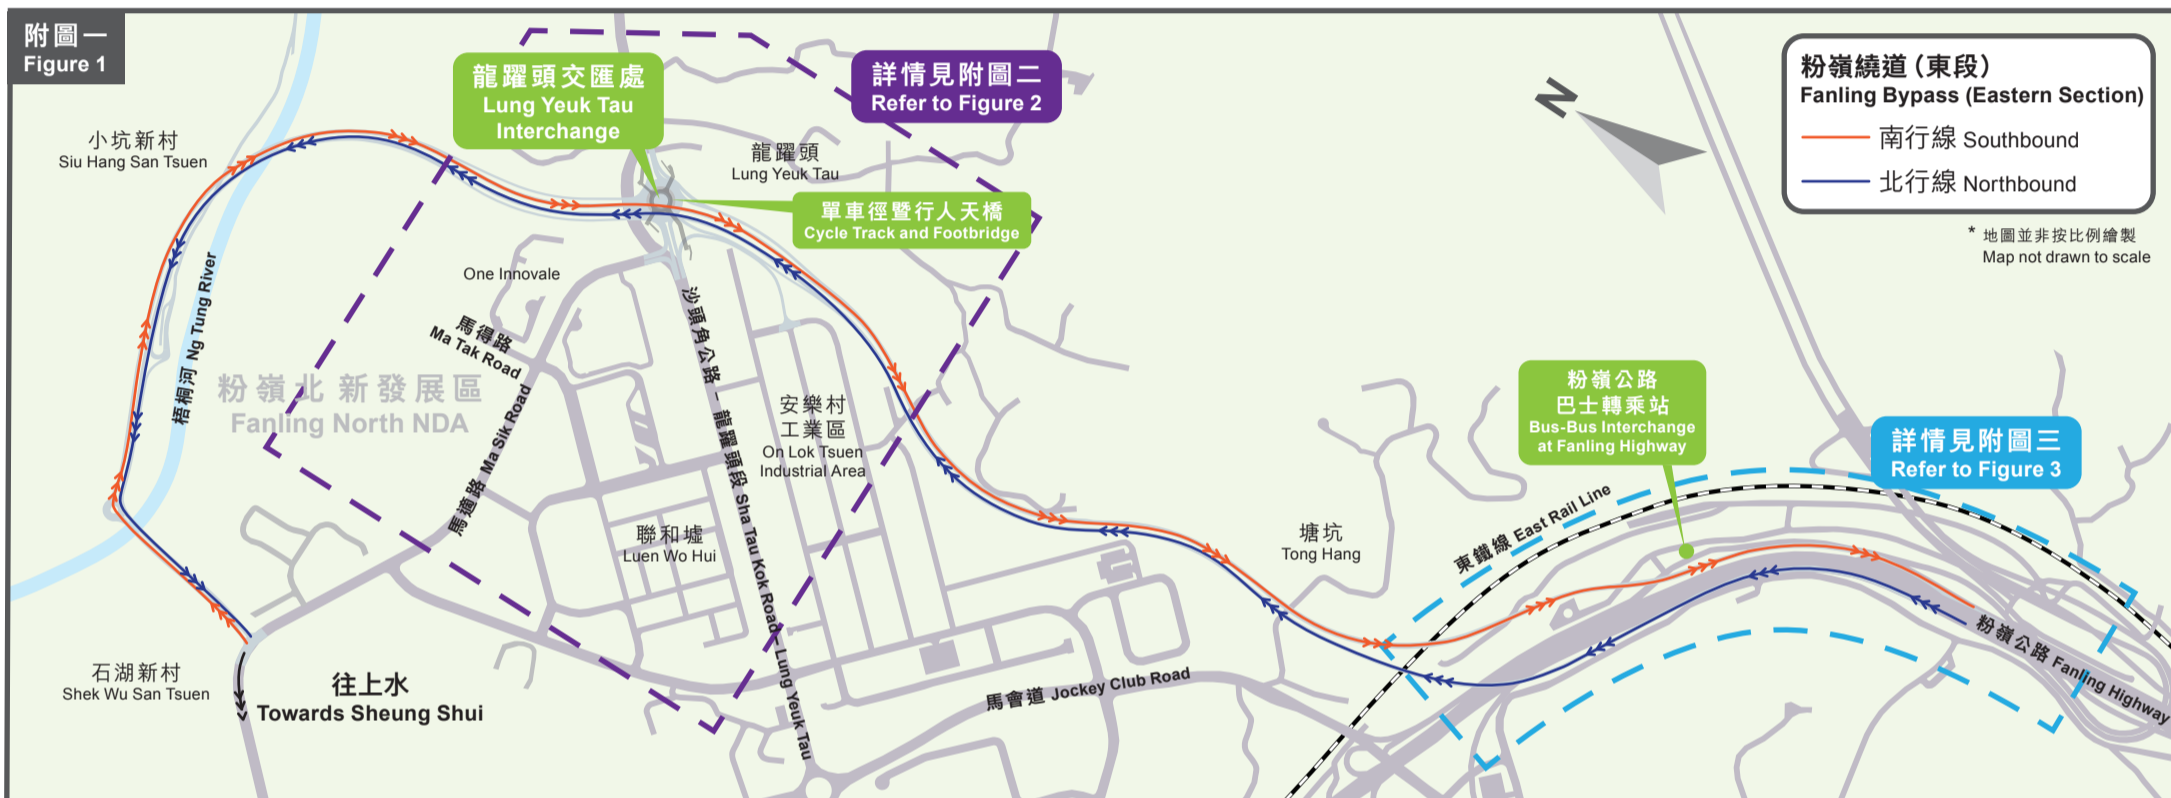 附圖一
Figure 1
龍躍頭交匯處
Lung Yeuk Tau
Interchange
詳情見附圖二
Refer to Figure 2
粉嶺繞道（東段）
Fanling Bypass (Eastern Section)
南行線 Southbound
北行線 Northbound
* 地圖並非按比例繪製
Map not drawn to scale
N
小坑新村
Siu Hang San Tsuen
龍躍頭
Lung Yeuk Tau
單車徑暨行人天橋
Cycle Track and Footbridge
One Innovale
馬得路
Ma Tak Road
梧桐河 Ng Tung River
粉嶺北新發展區
Fanling North NDA
馬適路 Ma Sik Road
沙頭角公路 – 龍躍頭段 Sha Tau Kok Road– Lung Yeuk Tau
安樂村
工業區
On Lok Tsuen
Industrial Area
聯和墟
Luen Wo Hui
粉嶺公路
巴士轉乘站
Bus-Bus Interchange
at Fanling Highway
詳情見附圖三
Refer to Figure 3
東鐵線 East Rail Line
塘坑
Tong Hang
粉嶺公路 Fanling Highway
石湖新村
Shek Wu San Tsuen
往上水
Towards Sheung Shui
馬會道 Jockey Club Road